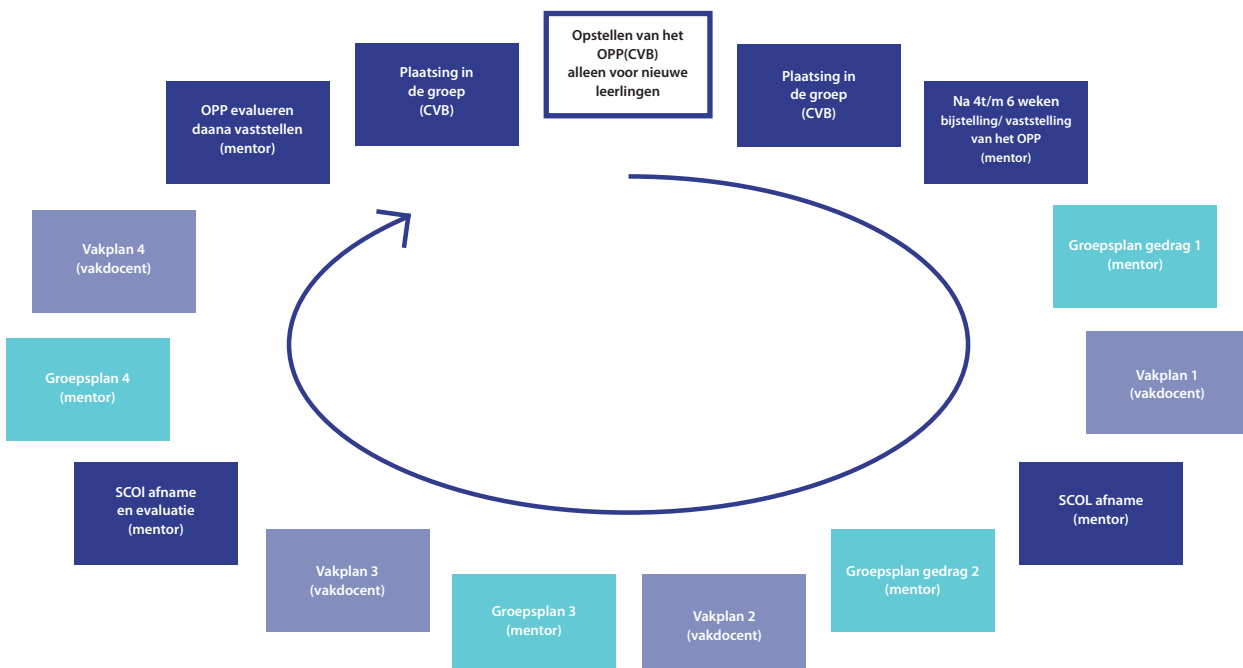 Opstellen van het
OPP(CVB)
alleen voor nieuwe
leerlingen
Plaatsing in
de groep
(CVB)
Na 4t/m 6 weken
bijstelling/ vaststelling
van het OPP
(mentor)
Groepsplan gedrag 1
(mentor)
Vakplan 1
(vakdocent)
SCOL afname
(mentor)
Groepsplan gedrag 2
(mentor)
Vakplan 2
(vakdocent)
Groepsplan 3
(mentor)
Vakplan 3
(vakdocent)
SCOl afname
en evaluatie
(mentor)
Groepsplan 4
(mentor)
Vakplan 4
(vakdocent)
OPP evalueren
daana vaststellen
(mentor)
Plaatsing in
de groep
(CVB)